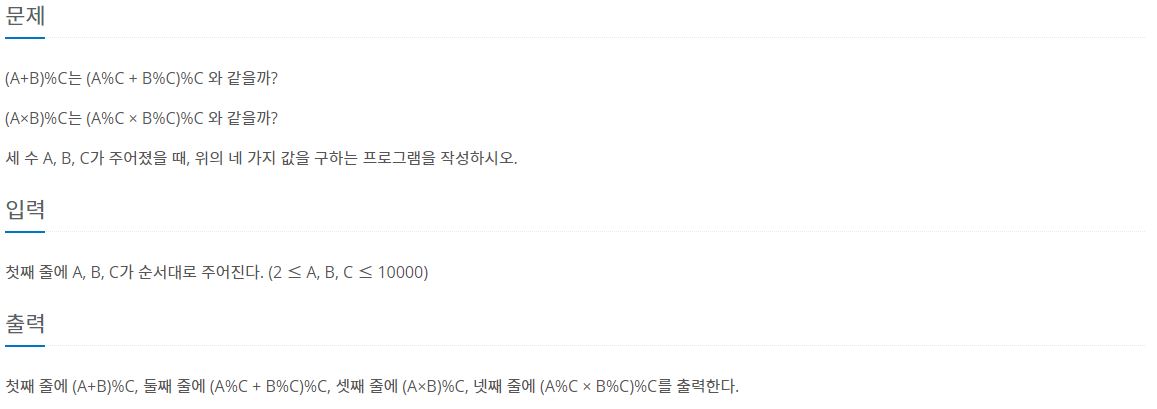 문제
(A+B)%C는 (A%C + B%C)%C 와 같을까?
(A×B)%C는 (A%C × B%C)%C 와 같을까?
세 수 A, B, C가 주어졌을 때, 위의 네 가지 값을 구하는 프로그램을 작성하시오.
입력
첫째 줄에 A, B, C가 순서대로 주어진다. (2 ≤ A, B, C ≤ 10000)
출력
첫째 줄에 (A+B)%C, 둘째 줄에 (A%C + B%C)%C, 셋째 줄에 (A×B)%C, 넷째 줄에 (A%C × B%C)%C를 출력한다.